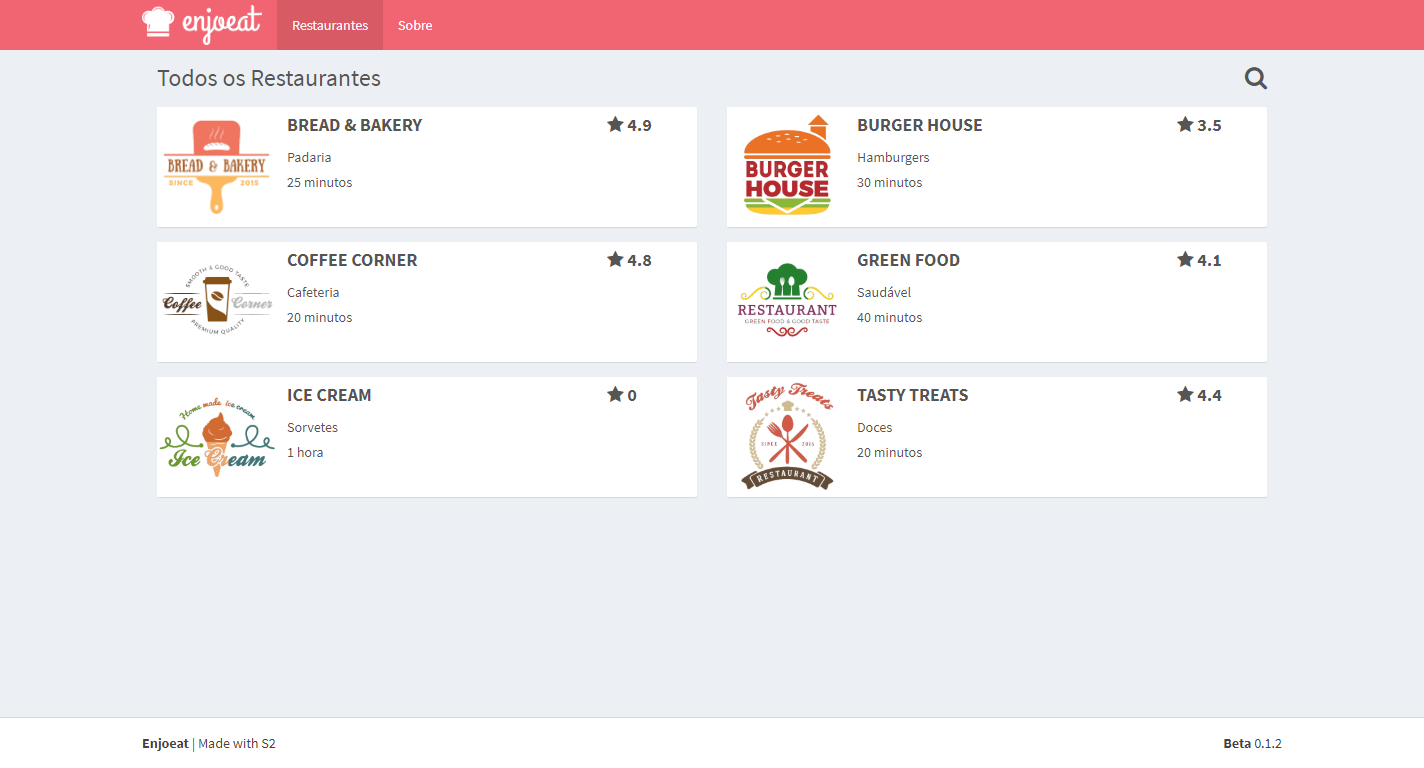 enjoeat Restaurantes Sobre
Todos os Restaurantes
BREAD & BAKERY
SINCE 2015
BREAD & BAKERY 4.9
Padaria
25 minutos
BURGER
HOUSE
BURGER HOUSE 3.5
Hamburgers
30 minutos
SMOOTH & GOOD TASTE
Coffee Corner
PREMIUM QUALITY
COFFEE CORNER 4.8
Cafeteria
20 minutos
RESTAURANT
GREEN FOOD & GOOD TASTE
GREEN FOOD 4.1
Saudável
40 minutos
Home made ice cream
Ice Cream
ICE CREAM 0
Sorvetes
1 hora
Tasty Treats
SINCE 2015
RESTAURANT
TASTY TREATS 4.4
Doces
20 minutos
Enjoeat | Made with S2
Beta 0.1.2